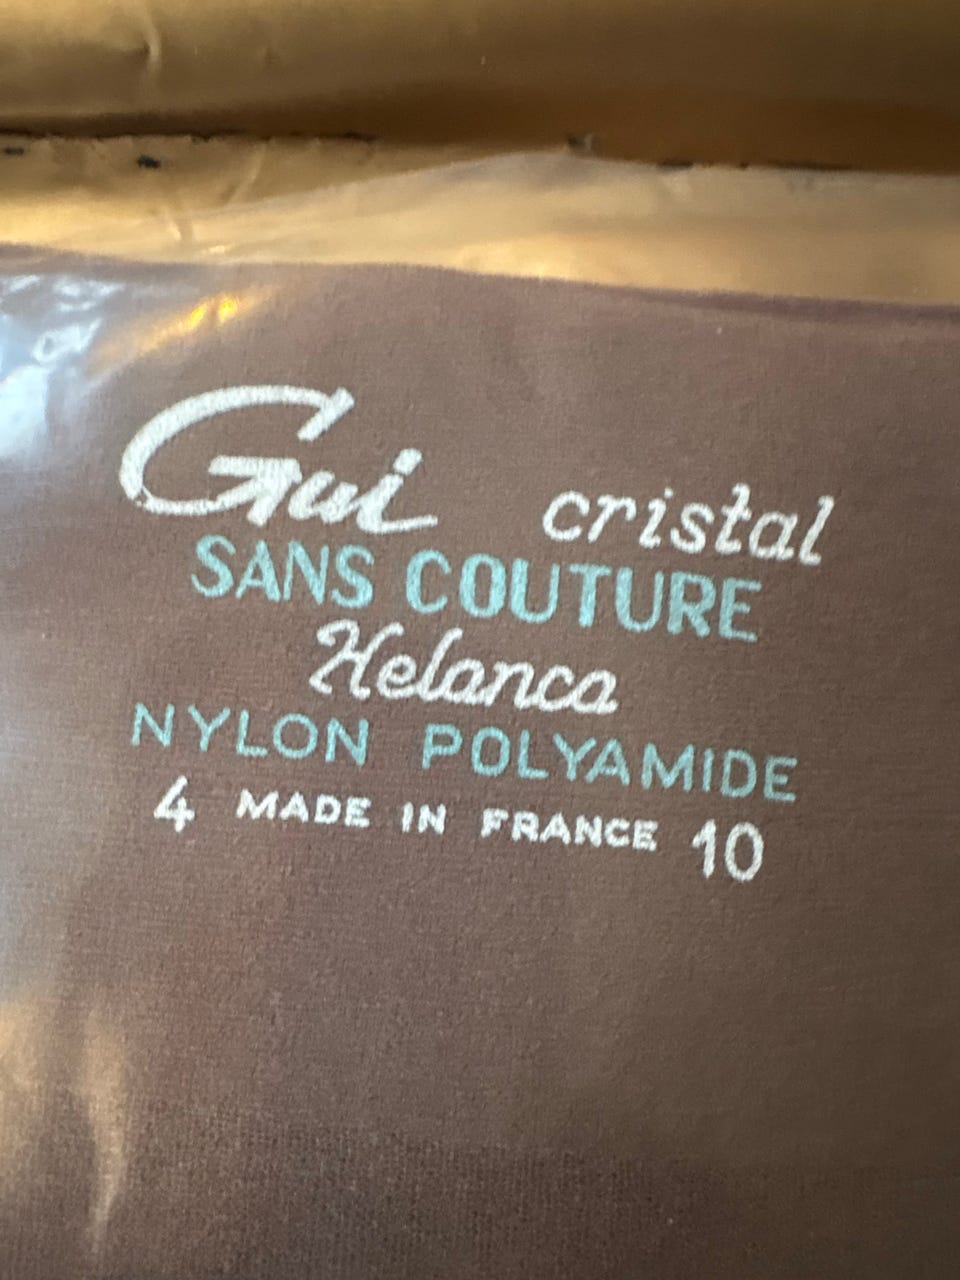 Gui cristal
SANS COUTURE
Helanca
NYLON POLYAMIDE
4 MADE IN FRANCE 10